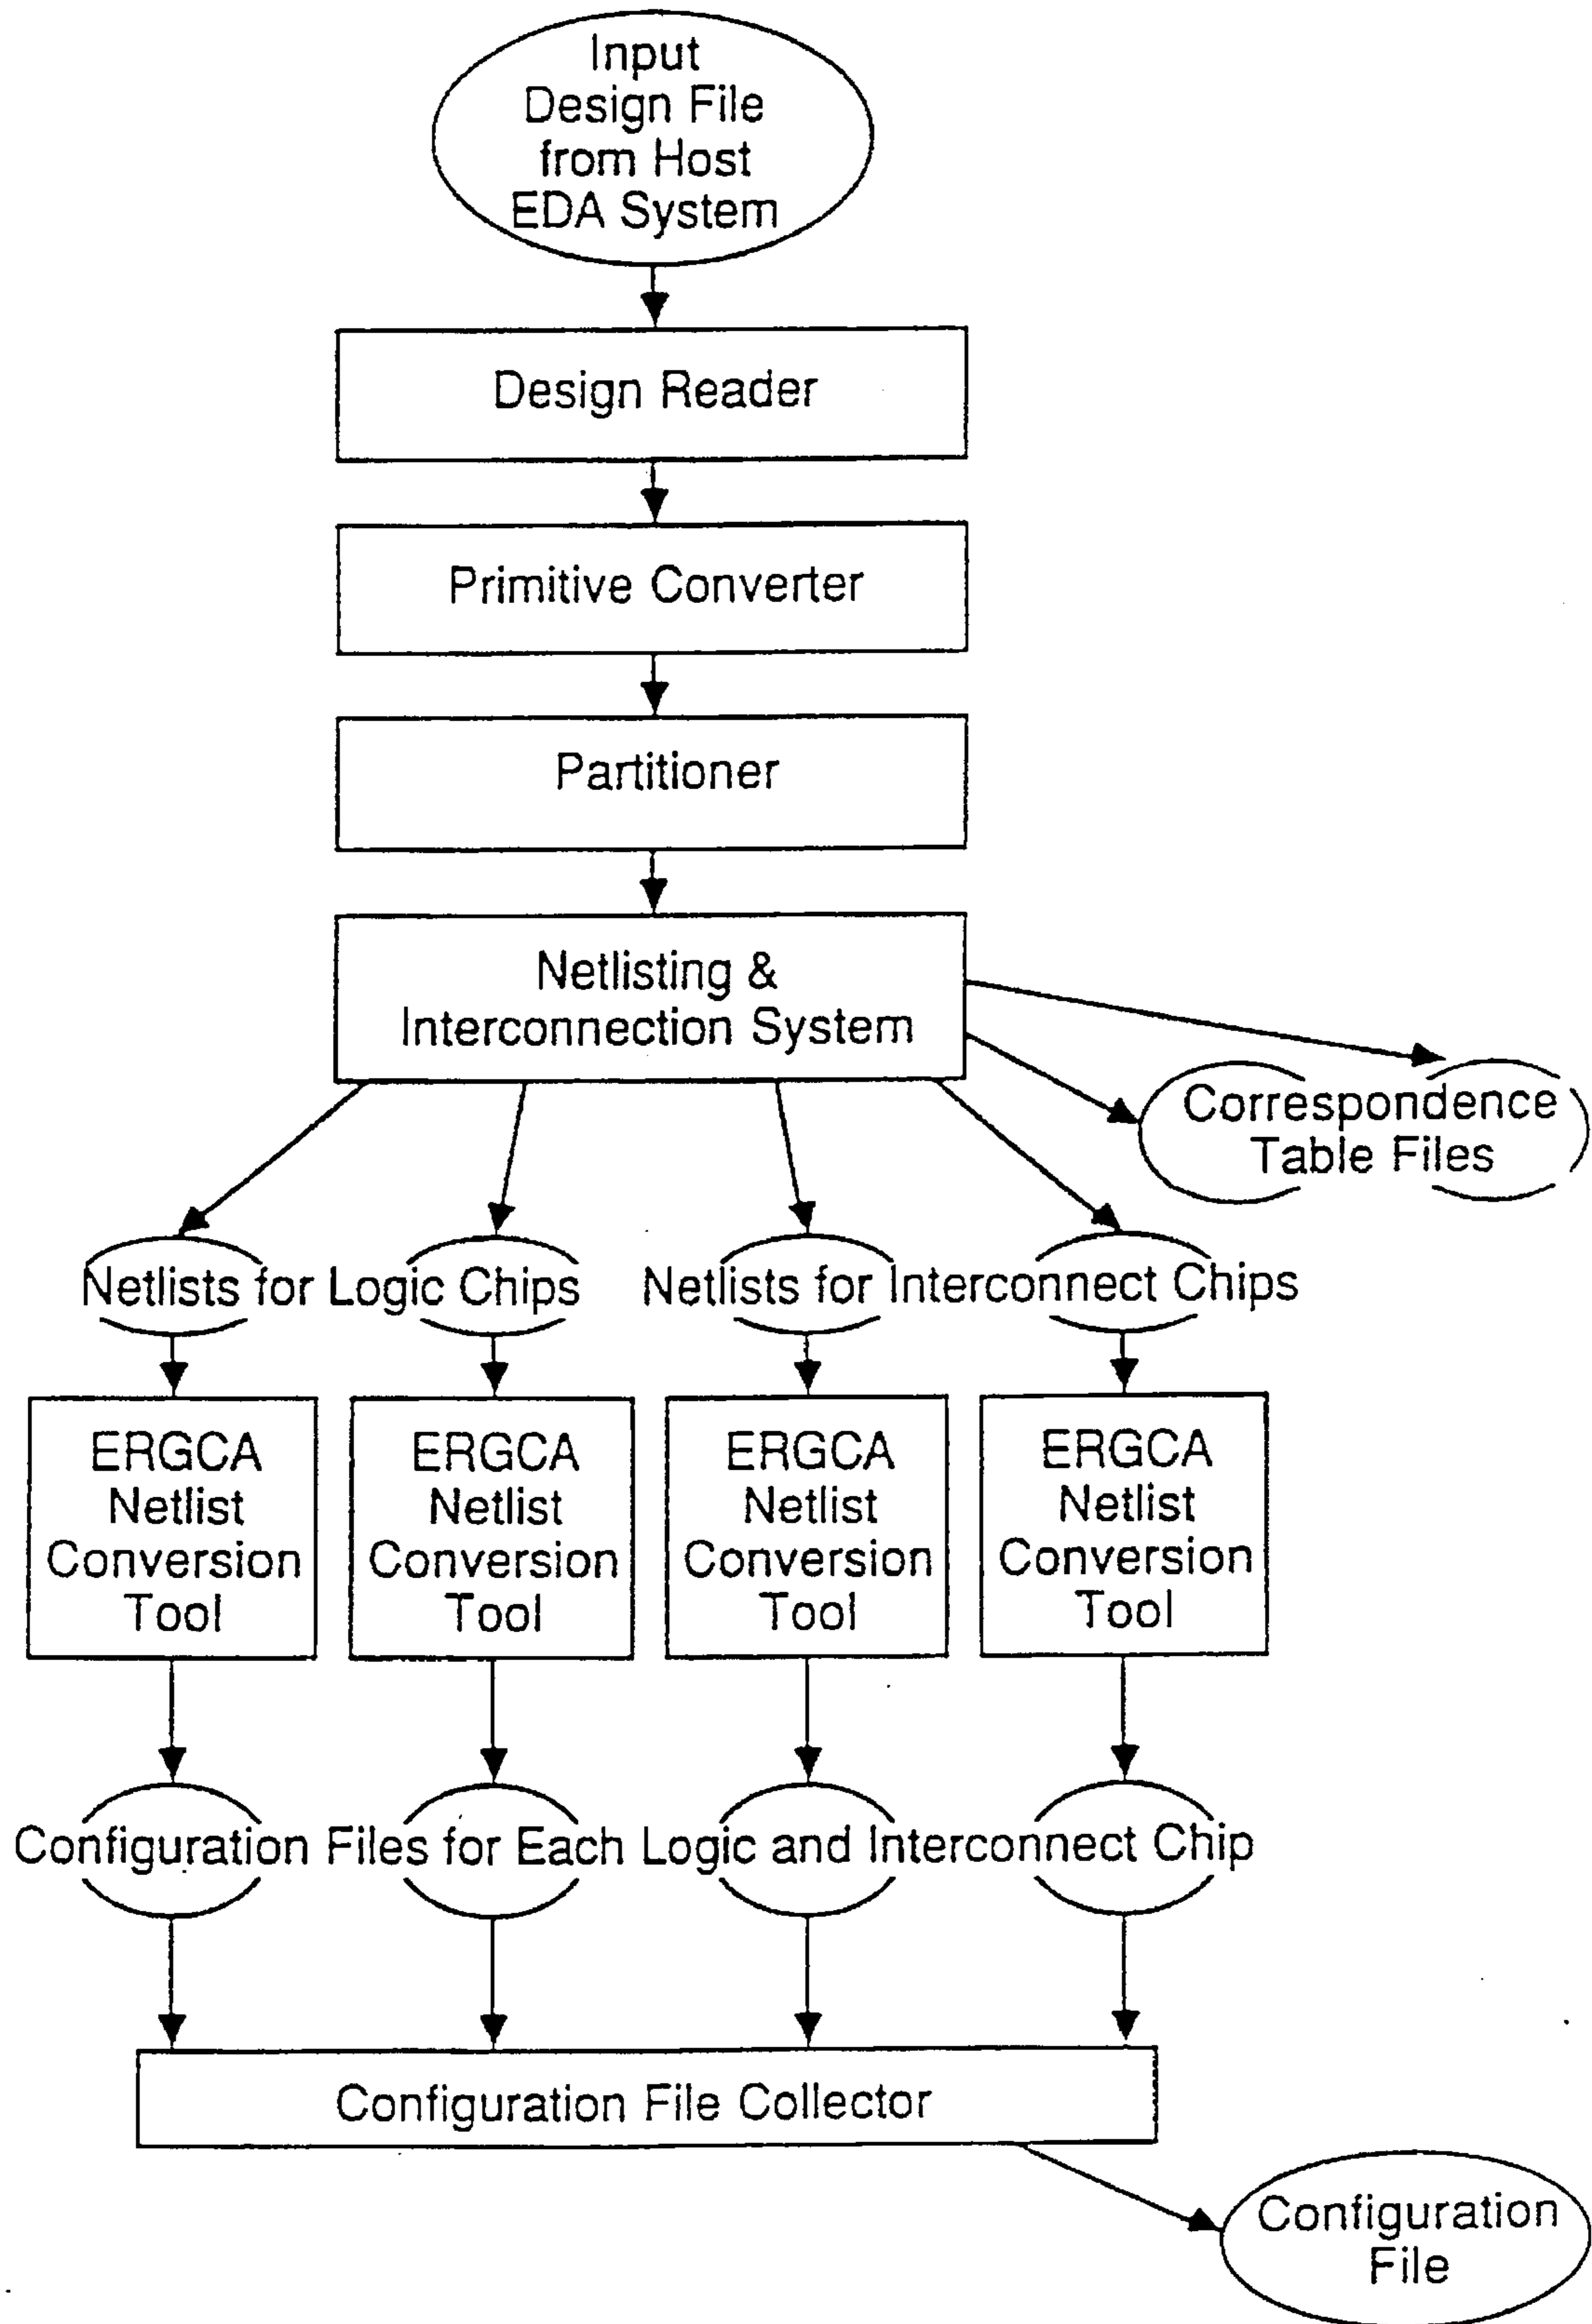 Input
Design File
from Host
EDA System
Design Reader
Primitive Converter
Partitioner
Netlisting &
Interconnection System
Correspondence
Table Files
Netlists for Logic Chips
Netlists for Interconnect Chips
ERGCA
Netlist
Conversion
Tool
ERGCA
Netlist
Conversion
Tool
ERGCA
Netlist
Conversion
Tool
ERGCA
Netlist
Conversion
Tool
Configuration Files for Each Logic and Interconnect Chip
Configuration File Collector
Configuration
File